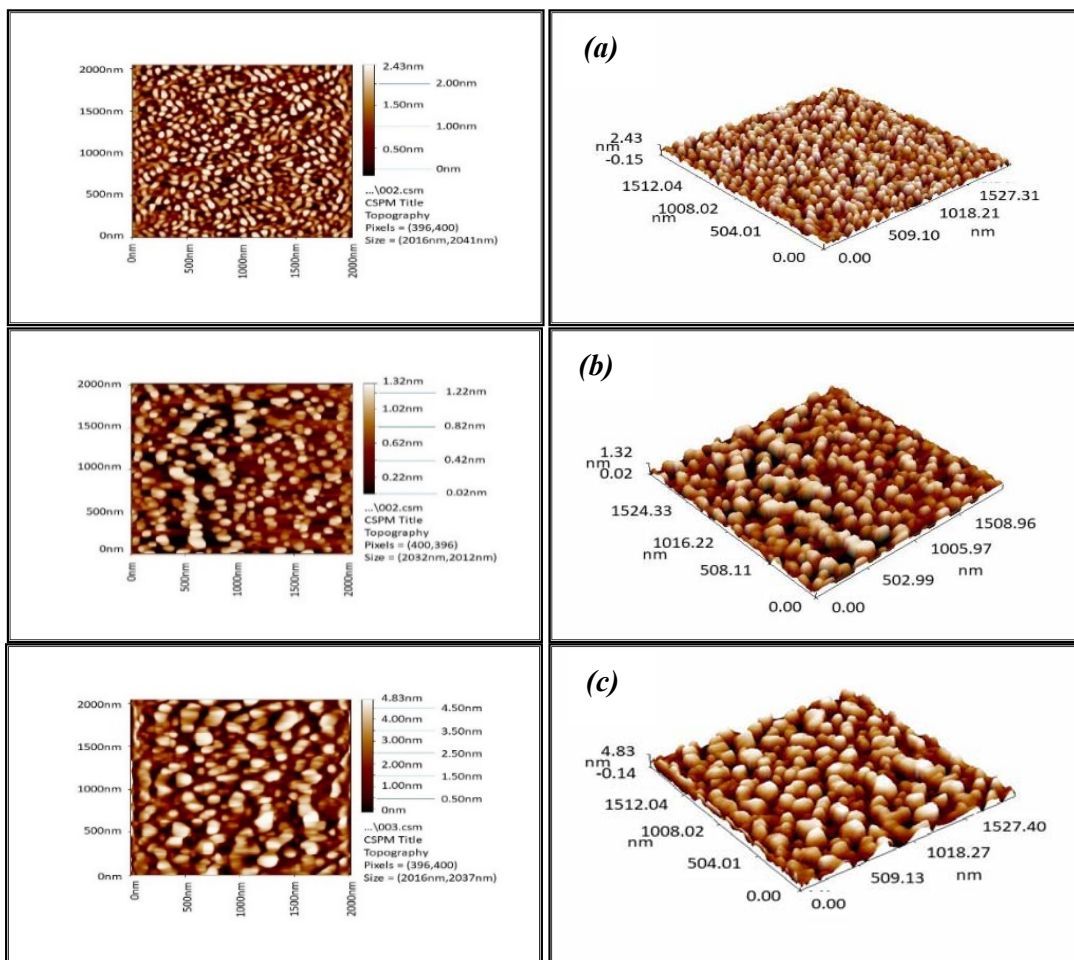 2000nm
1500nm
1000nm
500nm
0nm
0nm
500nm
1000nm
1500nm
2000nm
2.43nm
2.00nm
1.50nm
1.00nm
0.50nm
0nm
...\002.csm
CSPM Title
Topography
Pixels = (396,400)
Size = (2016nm,2041nm)
(a)
2.43
nm
-0.15
1512.04
1008.02
nm
504.01
0.00
0.00
509.10
1018.21
nm
1527.31
2000nm
1500nm
1000nm
500nm
0nm
0nm
500nm
1000nm
1500nm
2000nm
1.32nm
1.22nm
1.02nm
0.82nm
0.62nm
0.42nm
0.22nm
0.02nm
...\002.csm
CSPM Title
Topography
Pixels = (400,396)
Size = (2032nm,2012nm)
(b)
1.32
nm
0.02
1524.33
1016.22
nm
508.11
0.00
0.00
502.99
1005.97
nm
1508.96
2000nm
1500nm
1000nm
500nm
0nm
0nm
500nm
1000nm
1500nm
2000nm
4.83nm
4.50nm
4.00nm
3.50nm
3.00nm
2.50nm
2.00nm
1.50nm
1.00nm
0.50nm
0nm
...\003.csm
CSPM Title
Topography
Pixels = (396,400)
Size = (2016nm,2037nm)
(c)
4.83
nm
-0.14
1512.04
1008.02
nm
504.01
0.00
0.00
509.13
1018.27
nm
1527.40